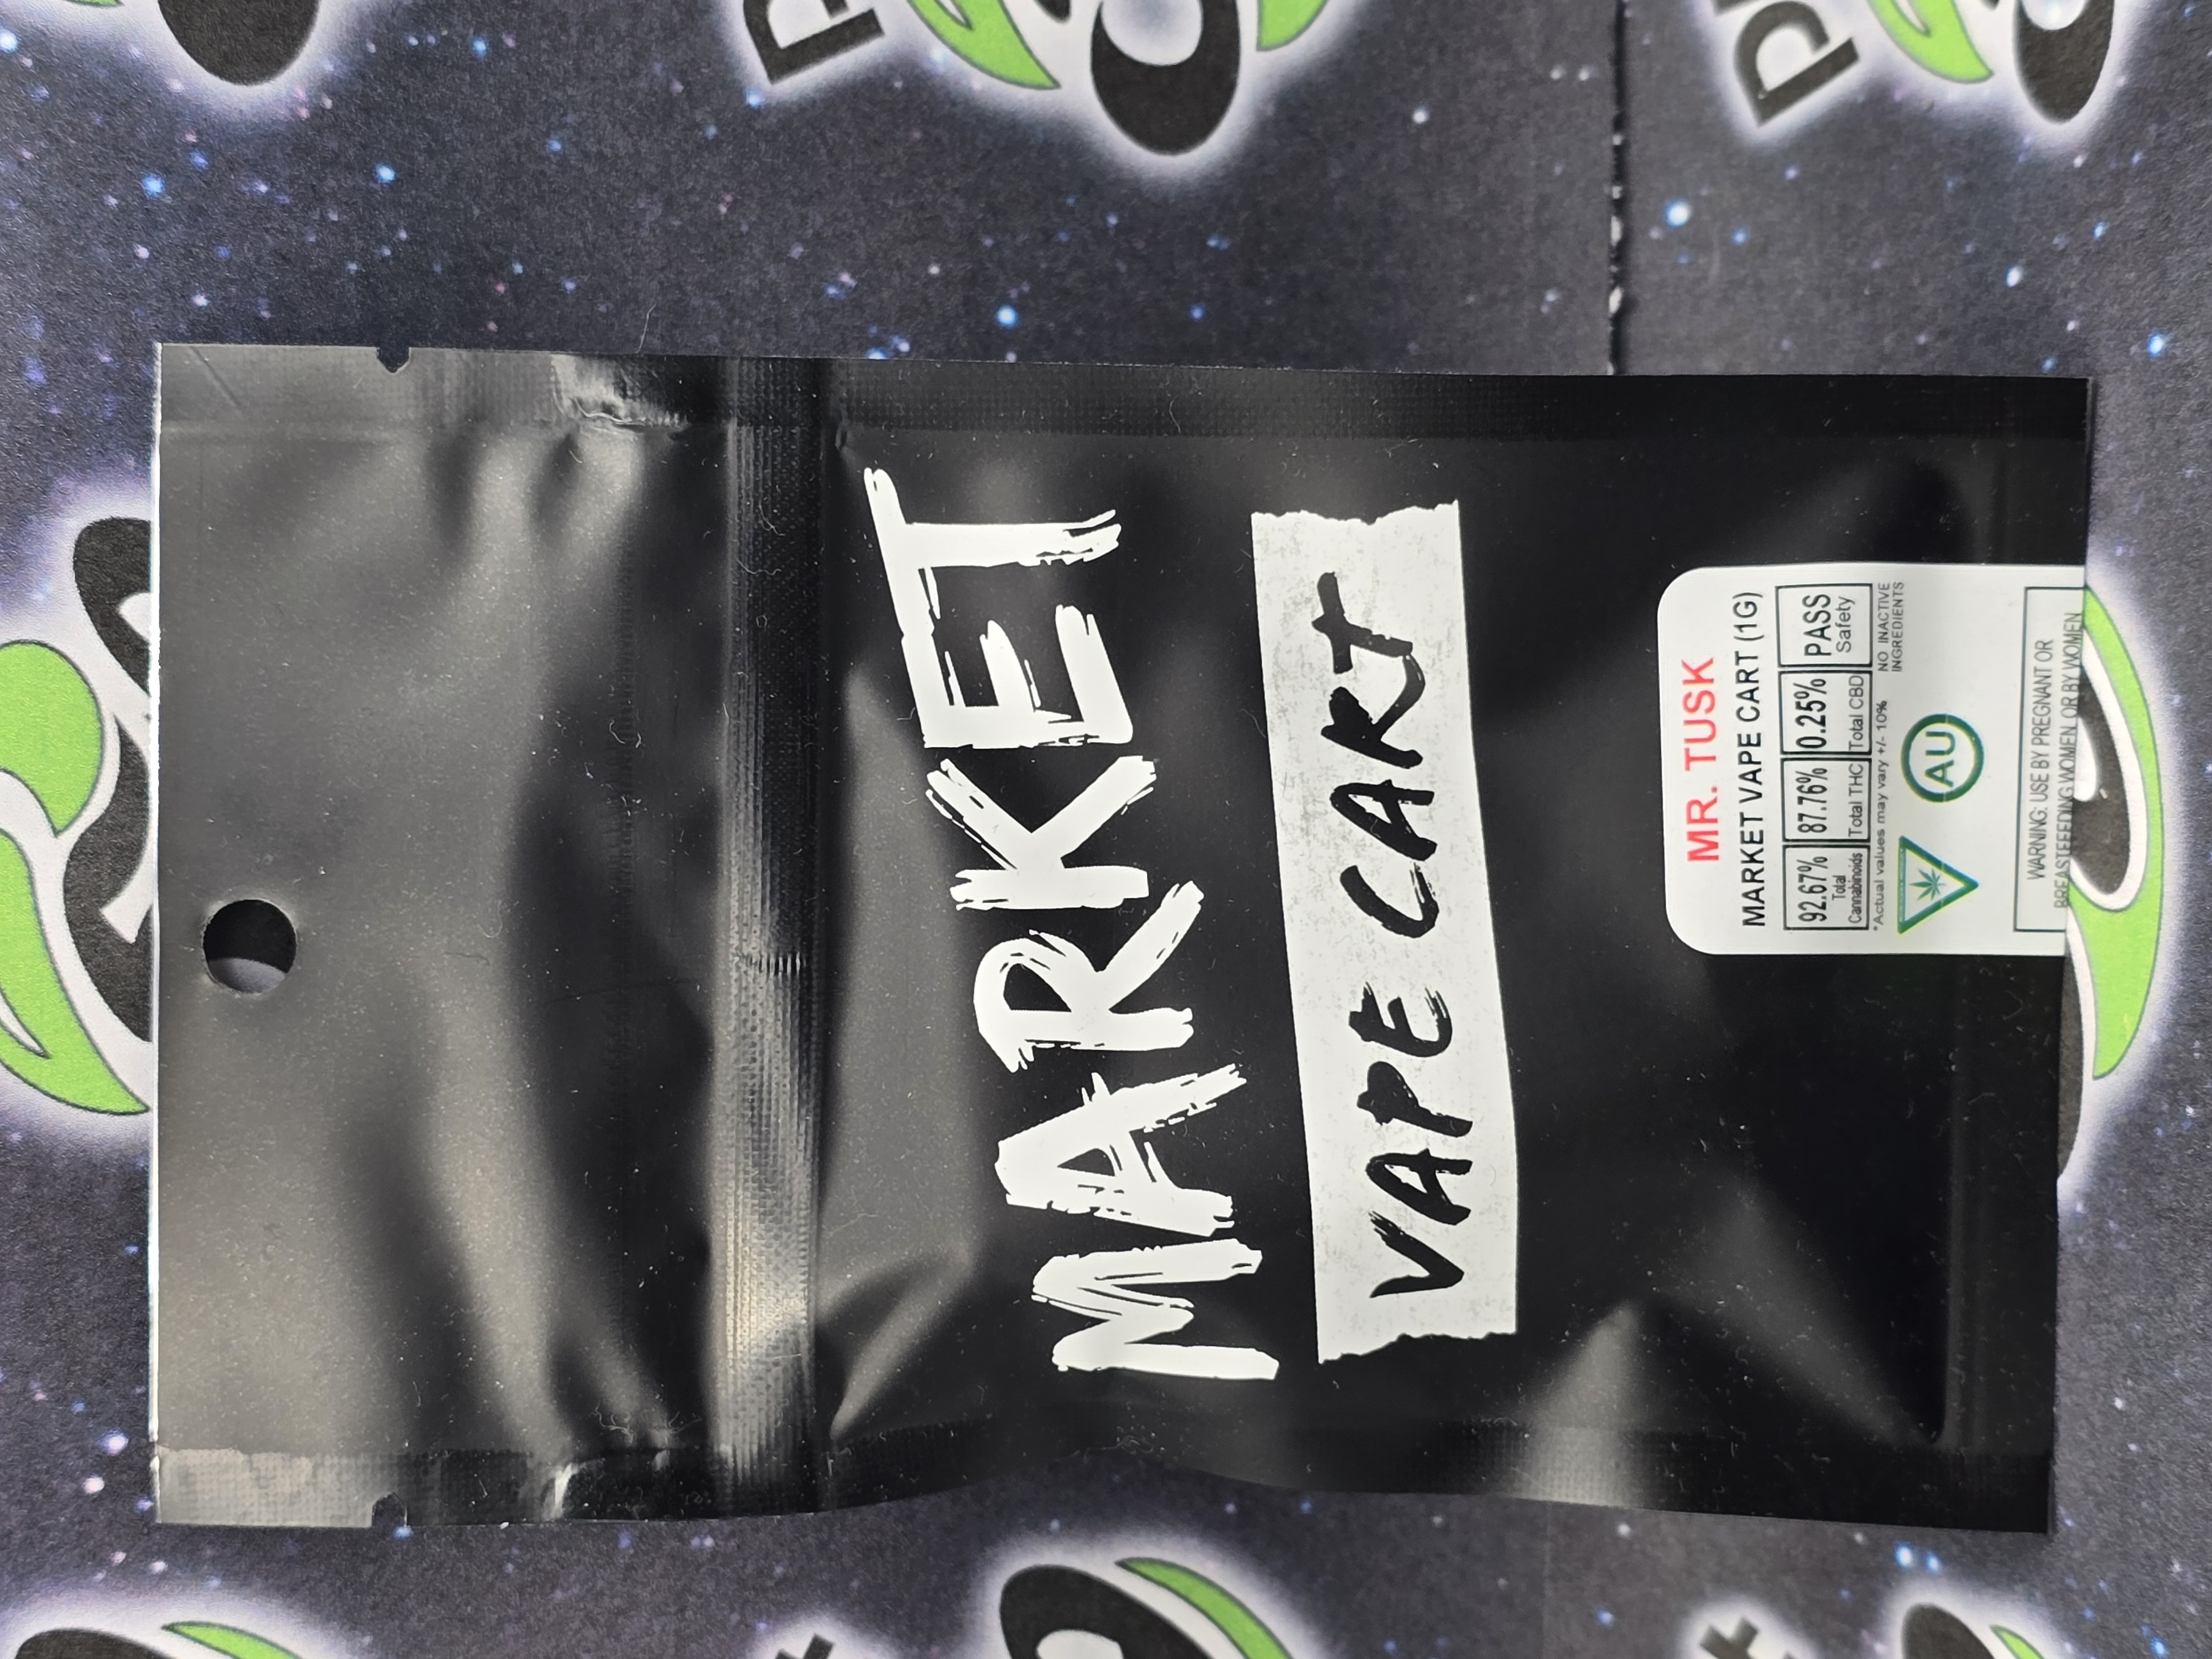 MARKET
VAPE CART
MR. TUSK
MARKET VAPE CART (1G)
92.67% 87.76% 0.25% PASS
Total Cannabinoids Total THC Total CBD Safety
*Actual values may vary +/- 10%
NO INACTIVE
INGREDIENTS
AU
WARNING: USE BY PREGNANT OR
BREASTFEEDING WOMEN, OR BY WOMEN